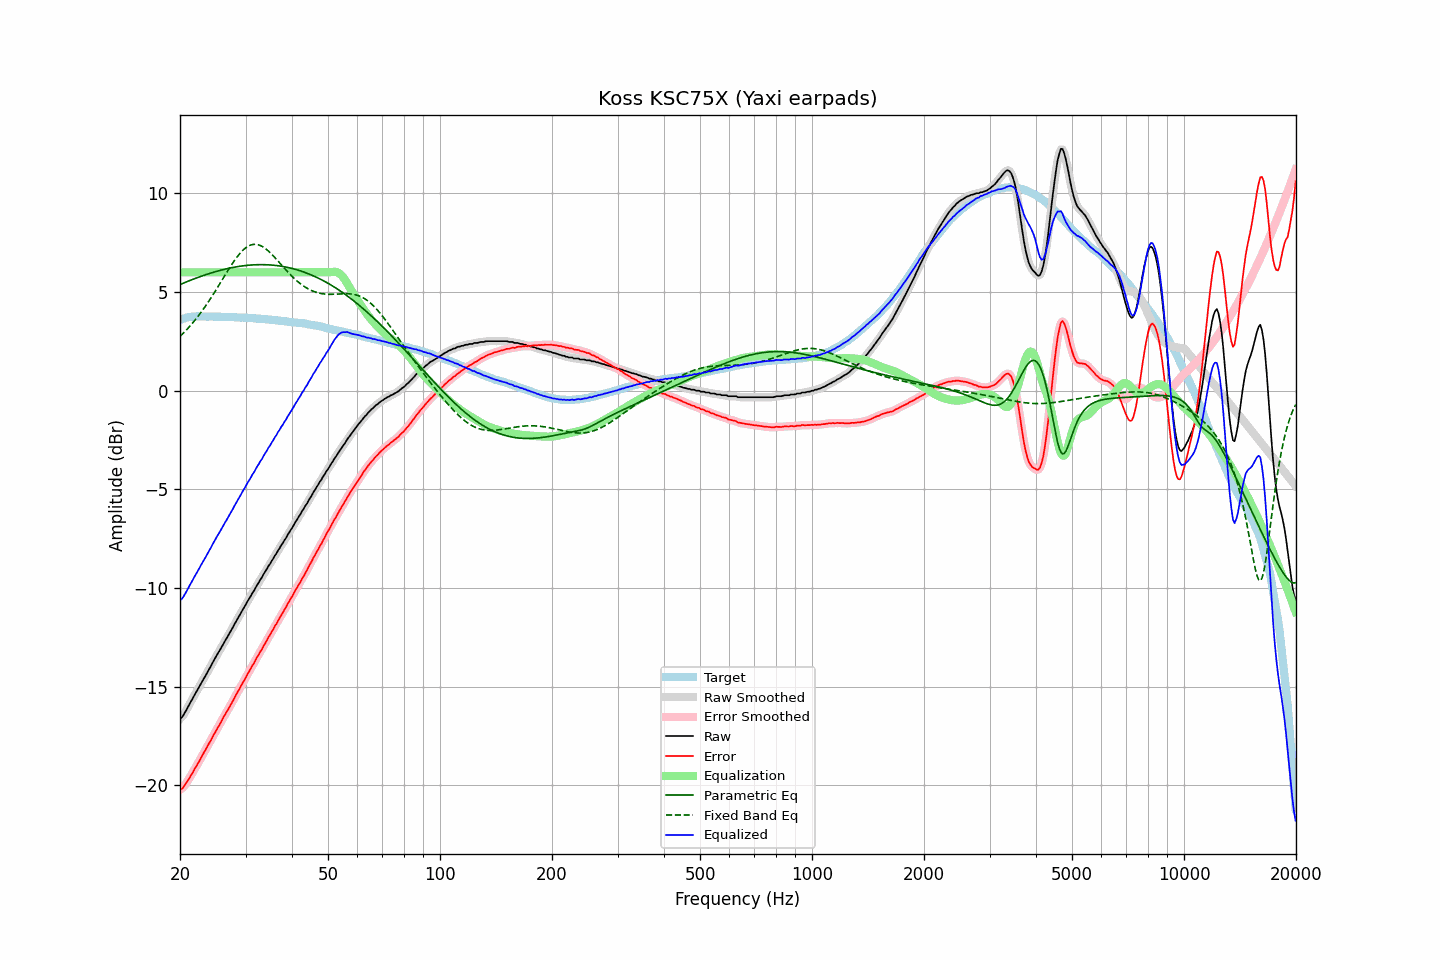 Koss KSC75X (Yaxi earpads)
Amplitude (dBr)
10
5
0
−5
−10
−15
−20
Target
Raw Smoothed
Error Smoothed
Raw
Error
Equalization
Parametric Eq
Fixed Band Eq
Equalized
20 50 100 200 500 1000 2000 5000 10000 20000
Frequency (Hz)